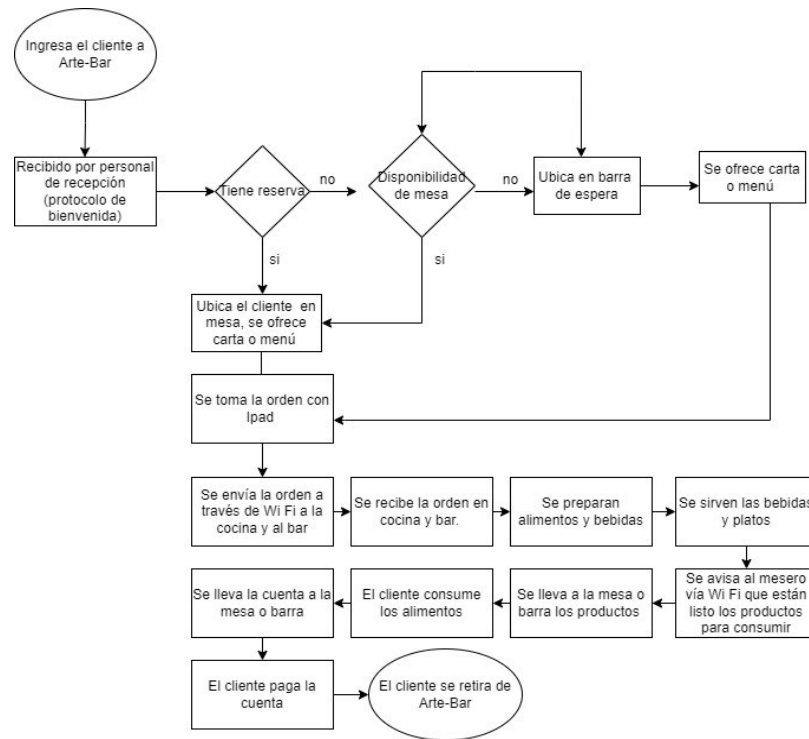 Ingresa el cliente a
Arte-Bar
Recibido por personal
de recepción
(protocolo de
bienvenida)
Tiene reserva
no
Disponibilidad
de mesa
no
Ubica en barra
de espera
Se ofrece carta
o menú
si
si
Ubica el cliente en
mesa, se ofrece
carta o menú
Se toma la orden con
Ipad
Se envía la orden a
través de Wi Fi a la
cocina y al bar
Se recibe la orden en
cocina y bar.
Se preparan
alimentos y bebidas
Se sirven las bebidas
y platos
Se avisa al mesero
vía Wi Fi que están
listo los productos
para consumir
Se lleva a la mesa o
barra los productos
El cliente consume
los alimentos
Se lleva la cuenta a la
mesa o barra
El cliente paga la
cuenta
El cliente se retira de
Arte-Bar